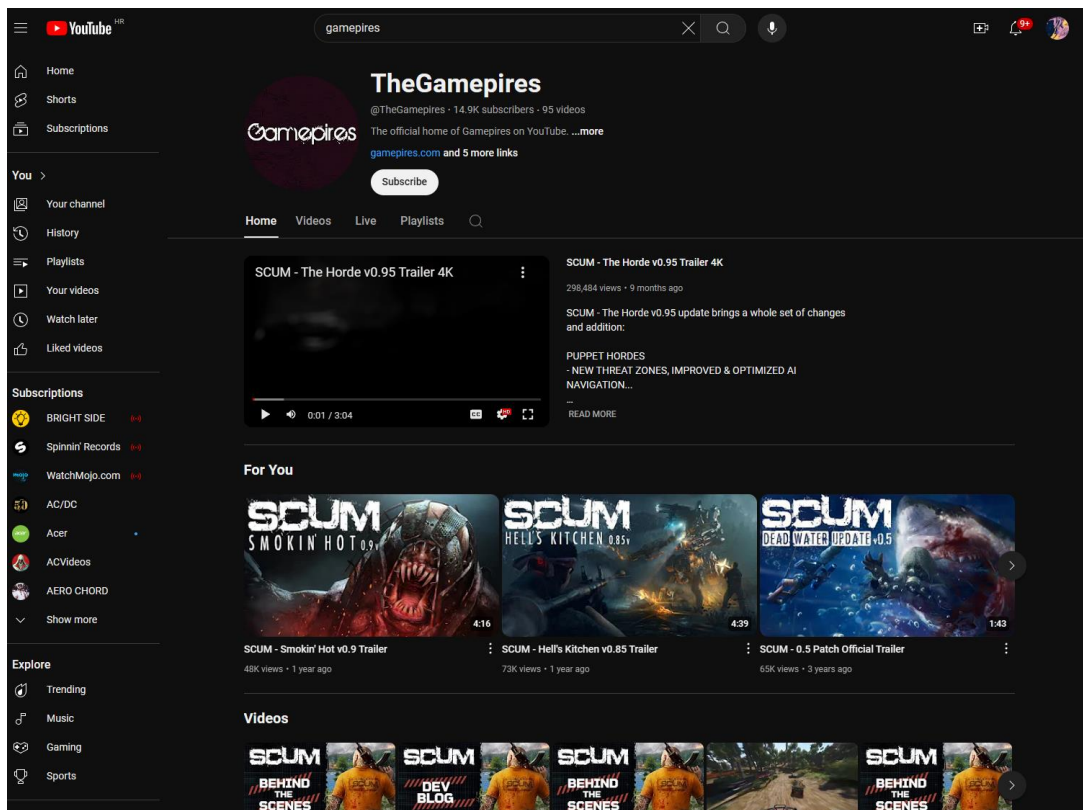 YouTube HR
gamepires
9+
Home
Shorts
Subscriptions
You
Your channel
History
Playlists
Your videos
Watch later
Liked videos
Subscriptions
BRIGHT SIDE
Spinnin' Records
WatchMojo.com
AC/DC
Acer
ACVideos
AERO CHORD
Show more
Explore
Trending
Music
Gaming
Sports
Gamepires
TheGamepires
@TheGamepires · 14.9K subscribers · 95 videos
The official home of Gamepires on YouTube. ...more
gamepires.com and 5 more links
Subscribe
Home Videos Live Playlists
SCUM - The Horde v0.95 Trailer 4K
0:01 / 3:04
CC HD
SCUM - The Horde v0.95 Trailer 4K
298,484 views • 9 months ago
SCUM - The Horde v0.95 update brings a whole set of changes
and addition:
PUPPET HORDES
- NEW THREAT ZONES, IMPROVED & OPTIMIZED AI
NAVIGATION...
...
READ MORE
For You
SCUM
SMOKIN' HOT 0.9v
4:16
SCUM - Smokin' Hot v0.9 Trailer
48K views • 1 year ago
SCUM
HELL'S KITCHEN 0.85v
4:39
SCUM - Hell's Kitchen v0.85 Trailer
73K views • 1 year ago
SCUM
DEAD WATER UPDATE v0.5
1:43
SCUM - 0.5 Patch Official Trailer
65K views • 3 years ago
Videos
SCUM
BEHIND
THE
SCENES
SCUM
DEV
BLOG
SCUM
BEHIND
THE
SCENES
SCUM
BEHIND
THE
SCENES